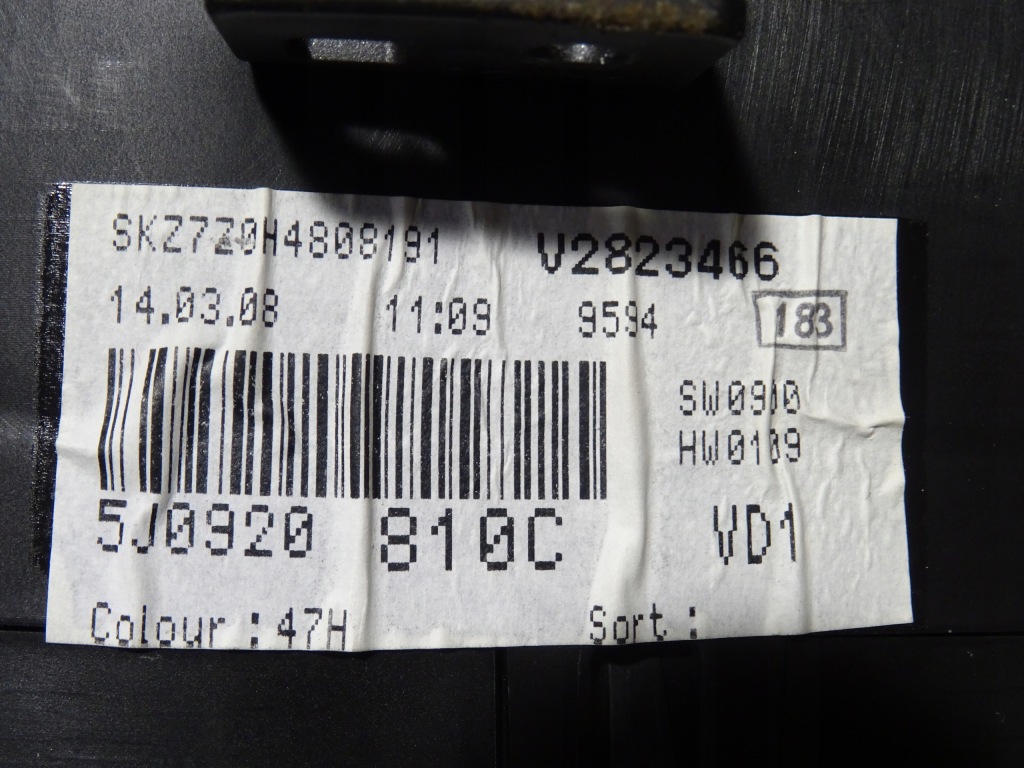 SKZ7Z0H4808191 V2823466
14.03.08 11:09 9594 183
SW0910
HW0109
5J0920 810C VD1
Colour : 47H Sort :